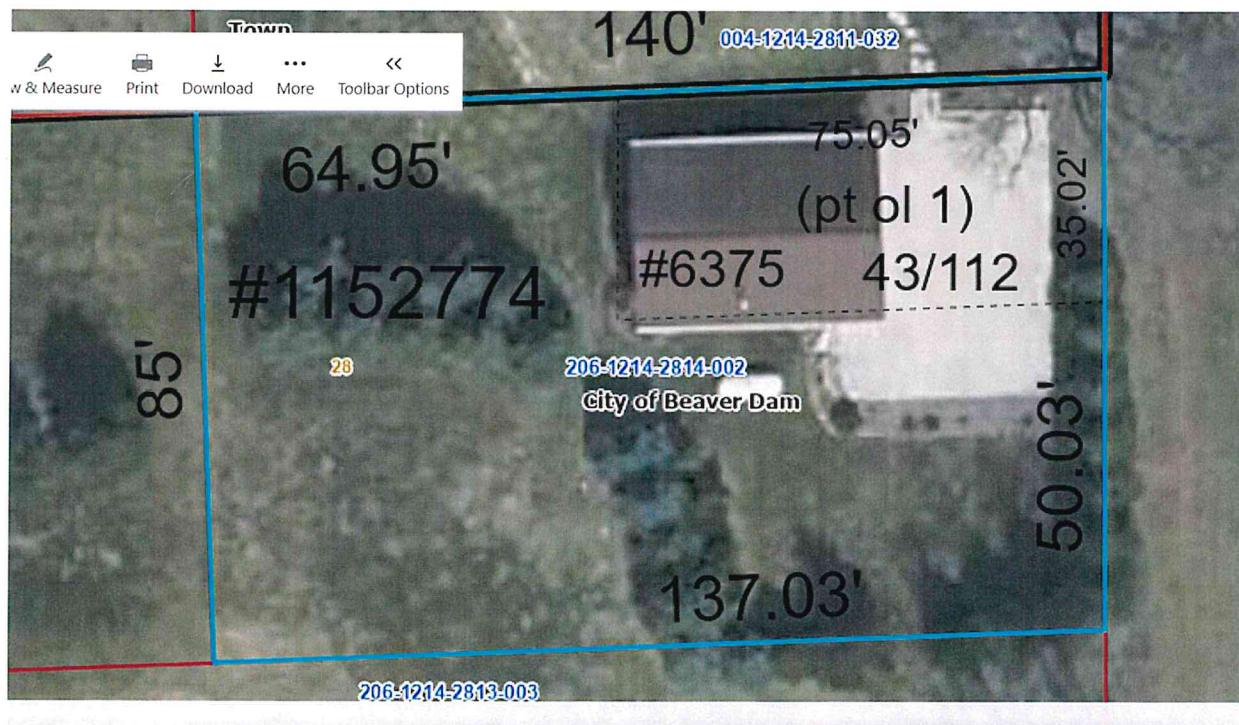 Town
140'
004-1214-2811-032
& Measure
Print
Download
More
Toolbar Options
64.95'
75.05'
(pt ol 1)
35.02'
#1152774
#6375
43/112
85'
28
206-1214-2814-002
City of Beaver Dam
50.03'
137.03'
206-1214-2813-003